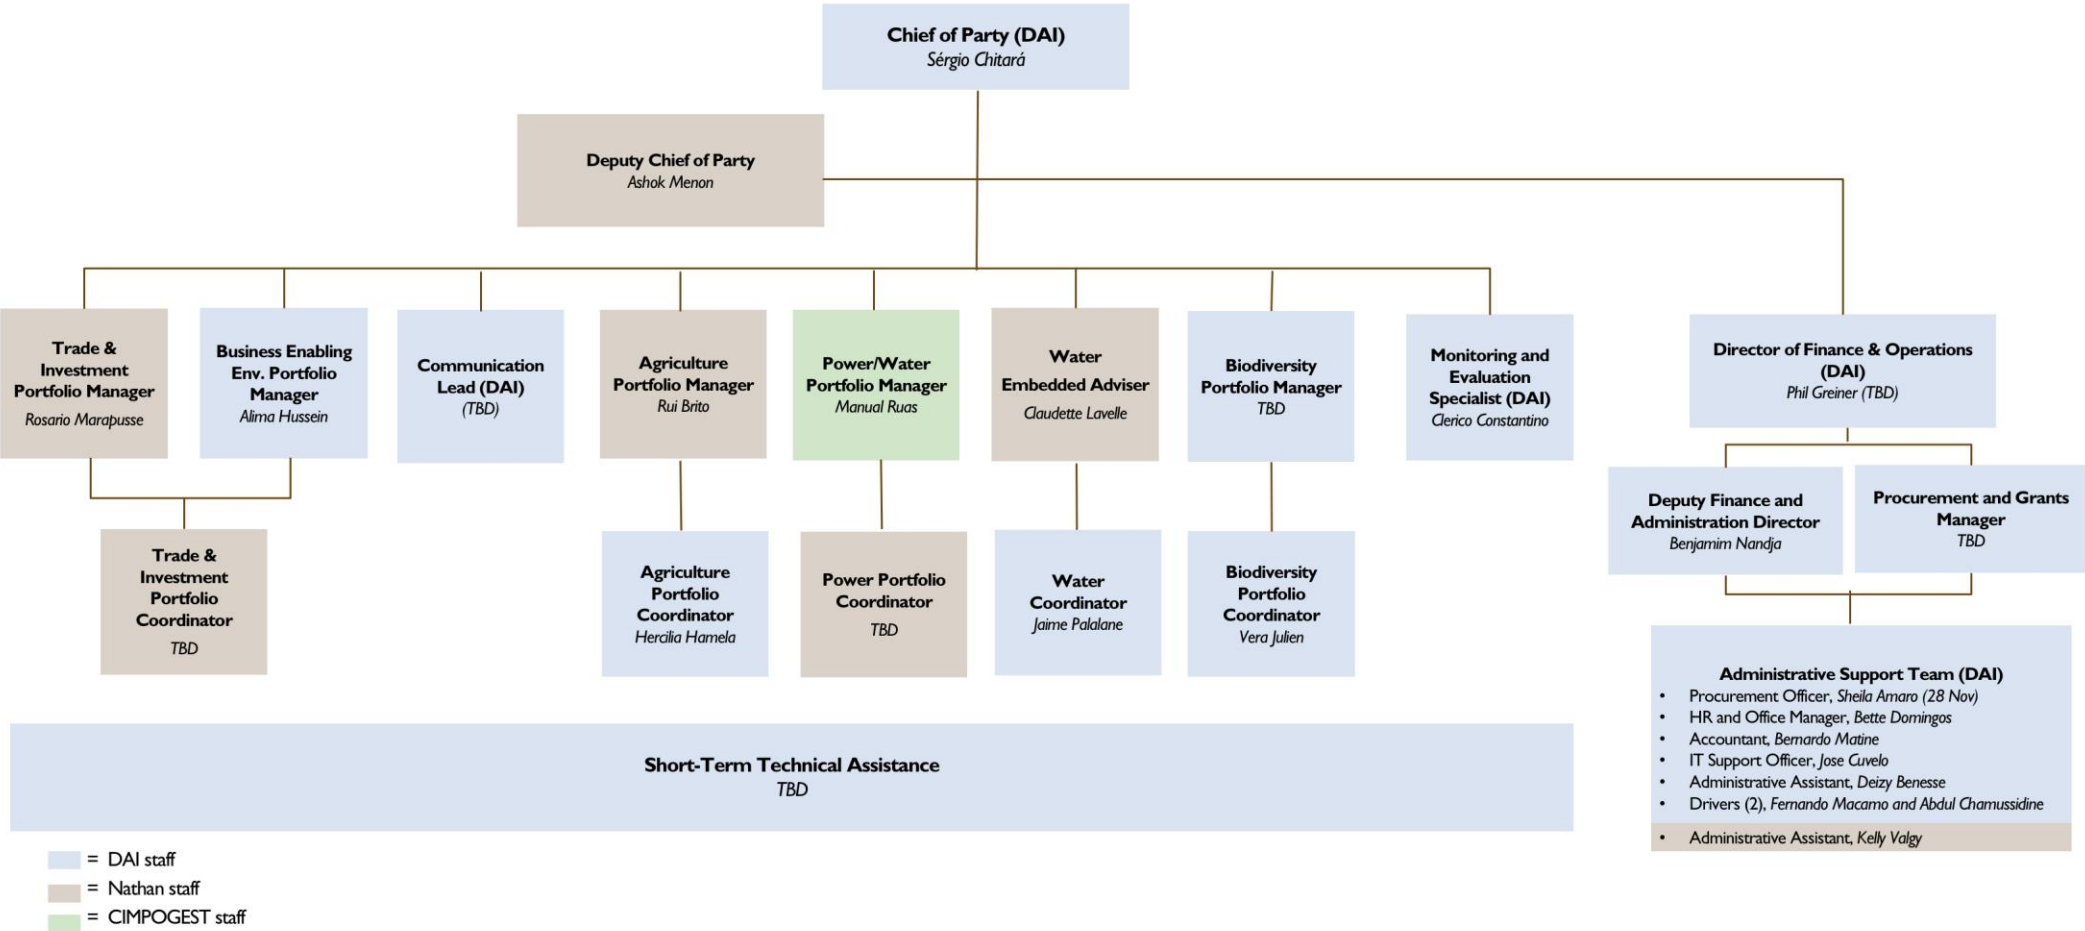 Chief of Party (DAI)
Sérgio Chitará
Deputy Chief of Party
Ashok Menon
Trade &
Investment
Portfolio Manager
Rosario Marapusse
Business Enabling
Env. Portfolio
Manager
Alima Hussein
Communication
Lead (DAI)
(TBD)
Agriculture
Portfolio Manager
Rui Brito
Power/Water
Portfolio Manager
Manual Ruas
Water
Embedded Adviser
Claudette Lavelle
Biodiversity
Portfolio Manager
TBD
Monitoring and
Evaluation
Specialist (DAI)
Clerico Constantino
Director of Finance & Operations
(DAI)
Phil Greiner (TBD)
Trade &
Investment
Portfolio
Coordinator
TBD
Agriculture
Portfolio
Coordinator
Hercilia Hamela
Power Portfolio
Coordinator
TBD
Water
Coordinator
Jaime Palalane
Biodiversity
Portfolio
Coordinator
Vera Julien
Deputy Finance and
Administration Director
Benjamim Nandja
Procurement and Grants
Manager
TBD
Administrative Support Team (DAI)
• Procurement Officer, Sheila Amaro (28 Nov)
• HR and Office Manager, Bette Domingos
• Accountant, Bernardo Matine
• IT Support Officer, Jose Cuvelo
• Administrative Assistant, Deizy Benesse
• Drivers (2), Fernando Macamo and Abdul Chamussidine
• Administrative Assistant, Kelly Valgy
Short-Term Technical Assistance
TBD
= DAI staff
= Nathan staff
= CIMPOGEST staff